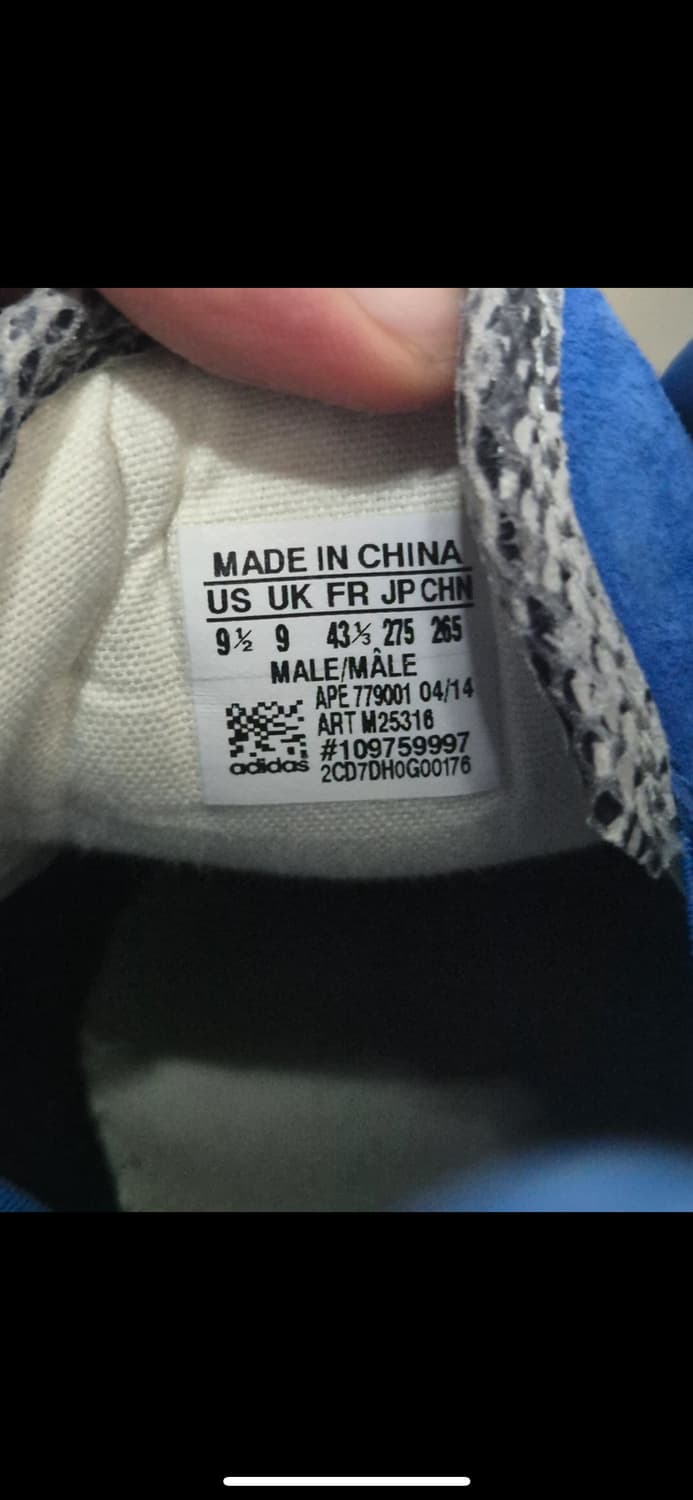 MADE IN CHINA
US UK FR JP CHN
9½ 9 43⅓ 275 265
MALE/MÂLE
APE 779001 04/14
ART M25316
#109759997
2CD7DH0G00176
adidas